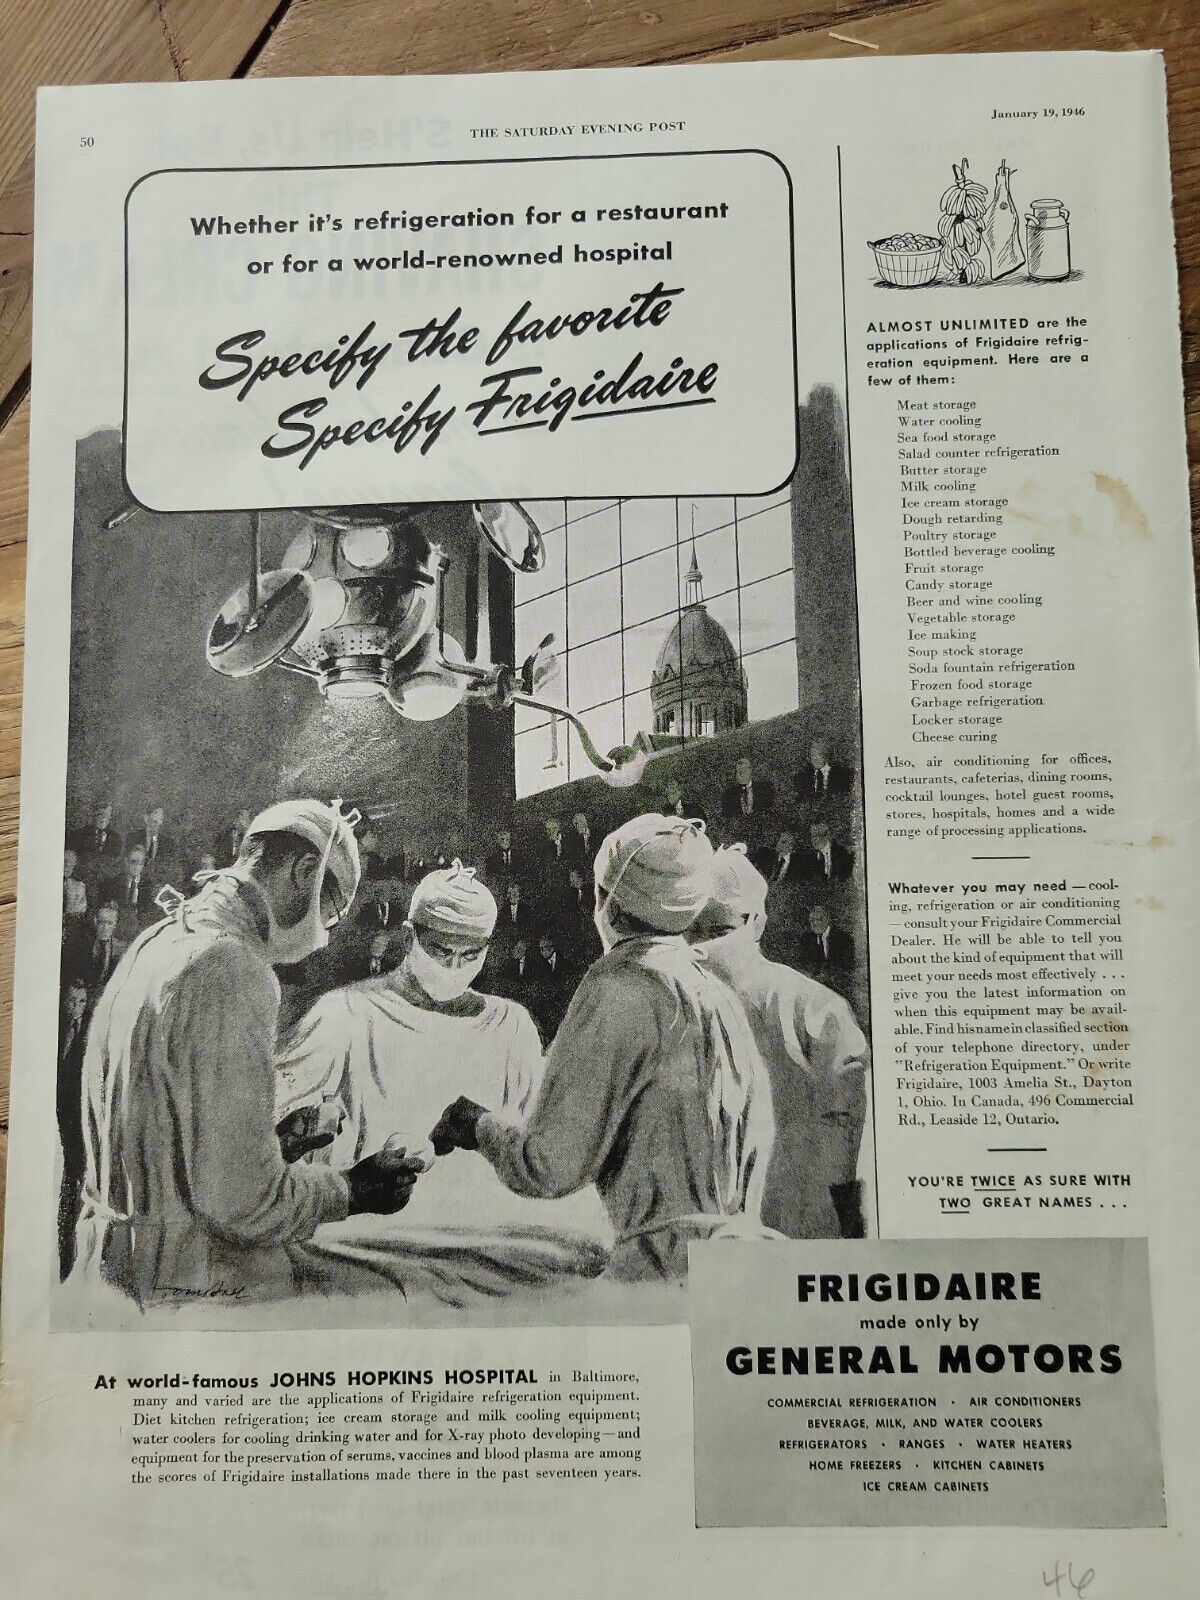 50
THE SATURDAY EVENING POST
January 19, 1946
Whether it's refrigeration for a restaurant
or for a world-renowned hospital
Specify the favorite
Specify Frigidaire
At world-famous JOHNS HOPKINS HOSPITAL in Baltimore,
many and varied are the applications of Frigidaire refrigeration equipment.
Diet kitchen refrigeration; ice cream storage and milk cooling equipment;
water coolers for cooling drinking water and for X-ray photo developing—and
equipment for the preservation of serums, vaccines and blood plasma are among
the scores of Frigidaire installations made there in the past seventeen years.
ALMOST UNLIMITED are the
applications of Frigidaire refrig-
eration equipment. Here are a
few of them:
Meat storage
Water cooling
Sea food storage
Salad counter refrigeration
Butter storage
Milk cooling
Ice cream storage
Dough retarding
Poultry storage
Bottled beverage cooling
Fruit storage
Candy storage
Beer and wine cooling
Vegetable storage
Ice making
Soup stock storage
Soda fountain refrigeration
Frozen food storage
Garbage refrigeration
Locker storage
Cheese curing
Also, air conditioning for offices,
restaurants, cafeterias, dining rooms,
cocktail lounges, hotel guest rooms,
stores, hospitals, homes and a wide
range of processing applications.
Whatever you may need—cool-
ing, refrigeration or air conditioning
—consult your Frigidaire Commercial
Dealer. He will be able to tell you
about the kind of equipment that will
meet your needs most effectively . . .
give you the latest information on
when this equipment may be avail-
able. Find his name in classified section
of your telephone directory, under
"Refrigeration Equipment." Or write
Frigidaire, 1003 Amelia St., Dayton
1, Ohio. In Canada, 496 Commercial
Rd., Leaside 12, Ontario.
YOU'RE TWICE AS SURE WITH
TWO GREAT NAMES . . .
FRIGIDAIRE
made only by
GENERAL MOTORS
COMMERCIAL REFRIGERATION · AIR CONDITIONERS
BEVERAGE, MILK, AND WATER COOLERS
REFRIGERATORS · RANGES · WATER HEATERS
HOME FREEZERS · KITCHEN CABINETS
ICE CREAM CABINETS
46